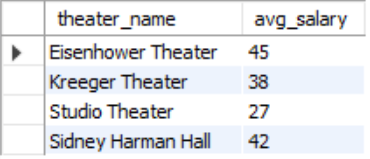 theater_name avg_salary
Eisenhower Theater 45
Kreeger Theater 38
Studio Theater 27
Sidney Harman Hall 42